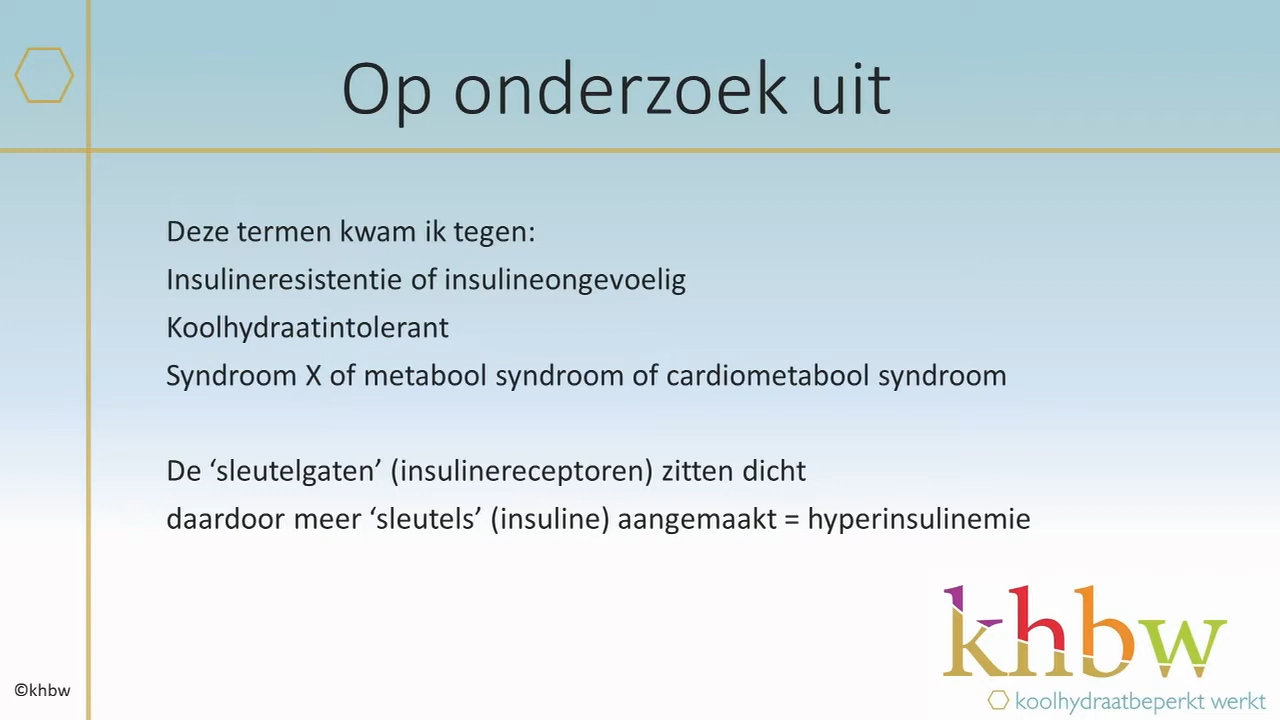 Op onderzoek uit
Deze termen kwam ik tegen:
Insulineresistentie of insulineongevoelig
Koolhydraatintolerant
Syndroom X of metabool syndroom of cardiometabool syndroom
De ‘sleutelgaten’ (insulinereceptoren) zitten dicht
daardoor meer ‘sleutels’ (insuline) aangemaakt = hyperinsulinemie
khbw
koolhydraatbeperkt werkt
©khbw